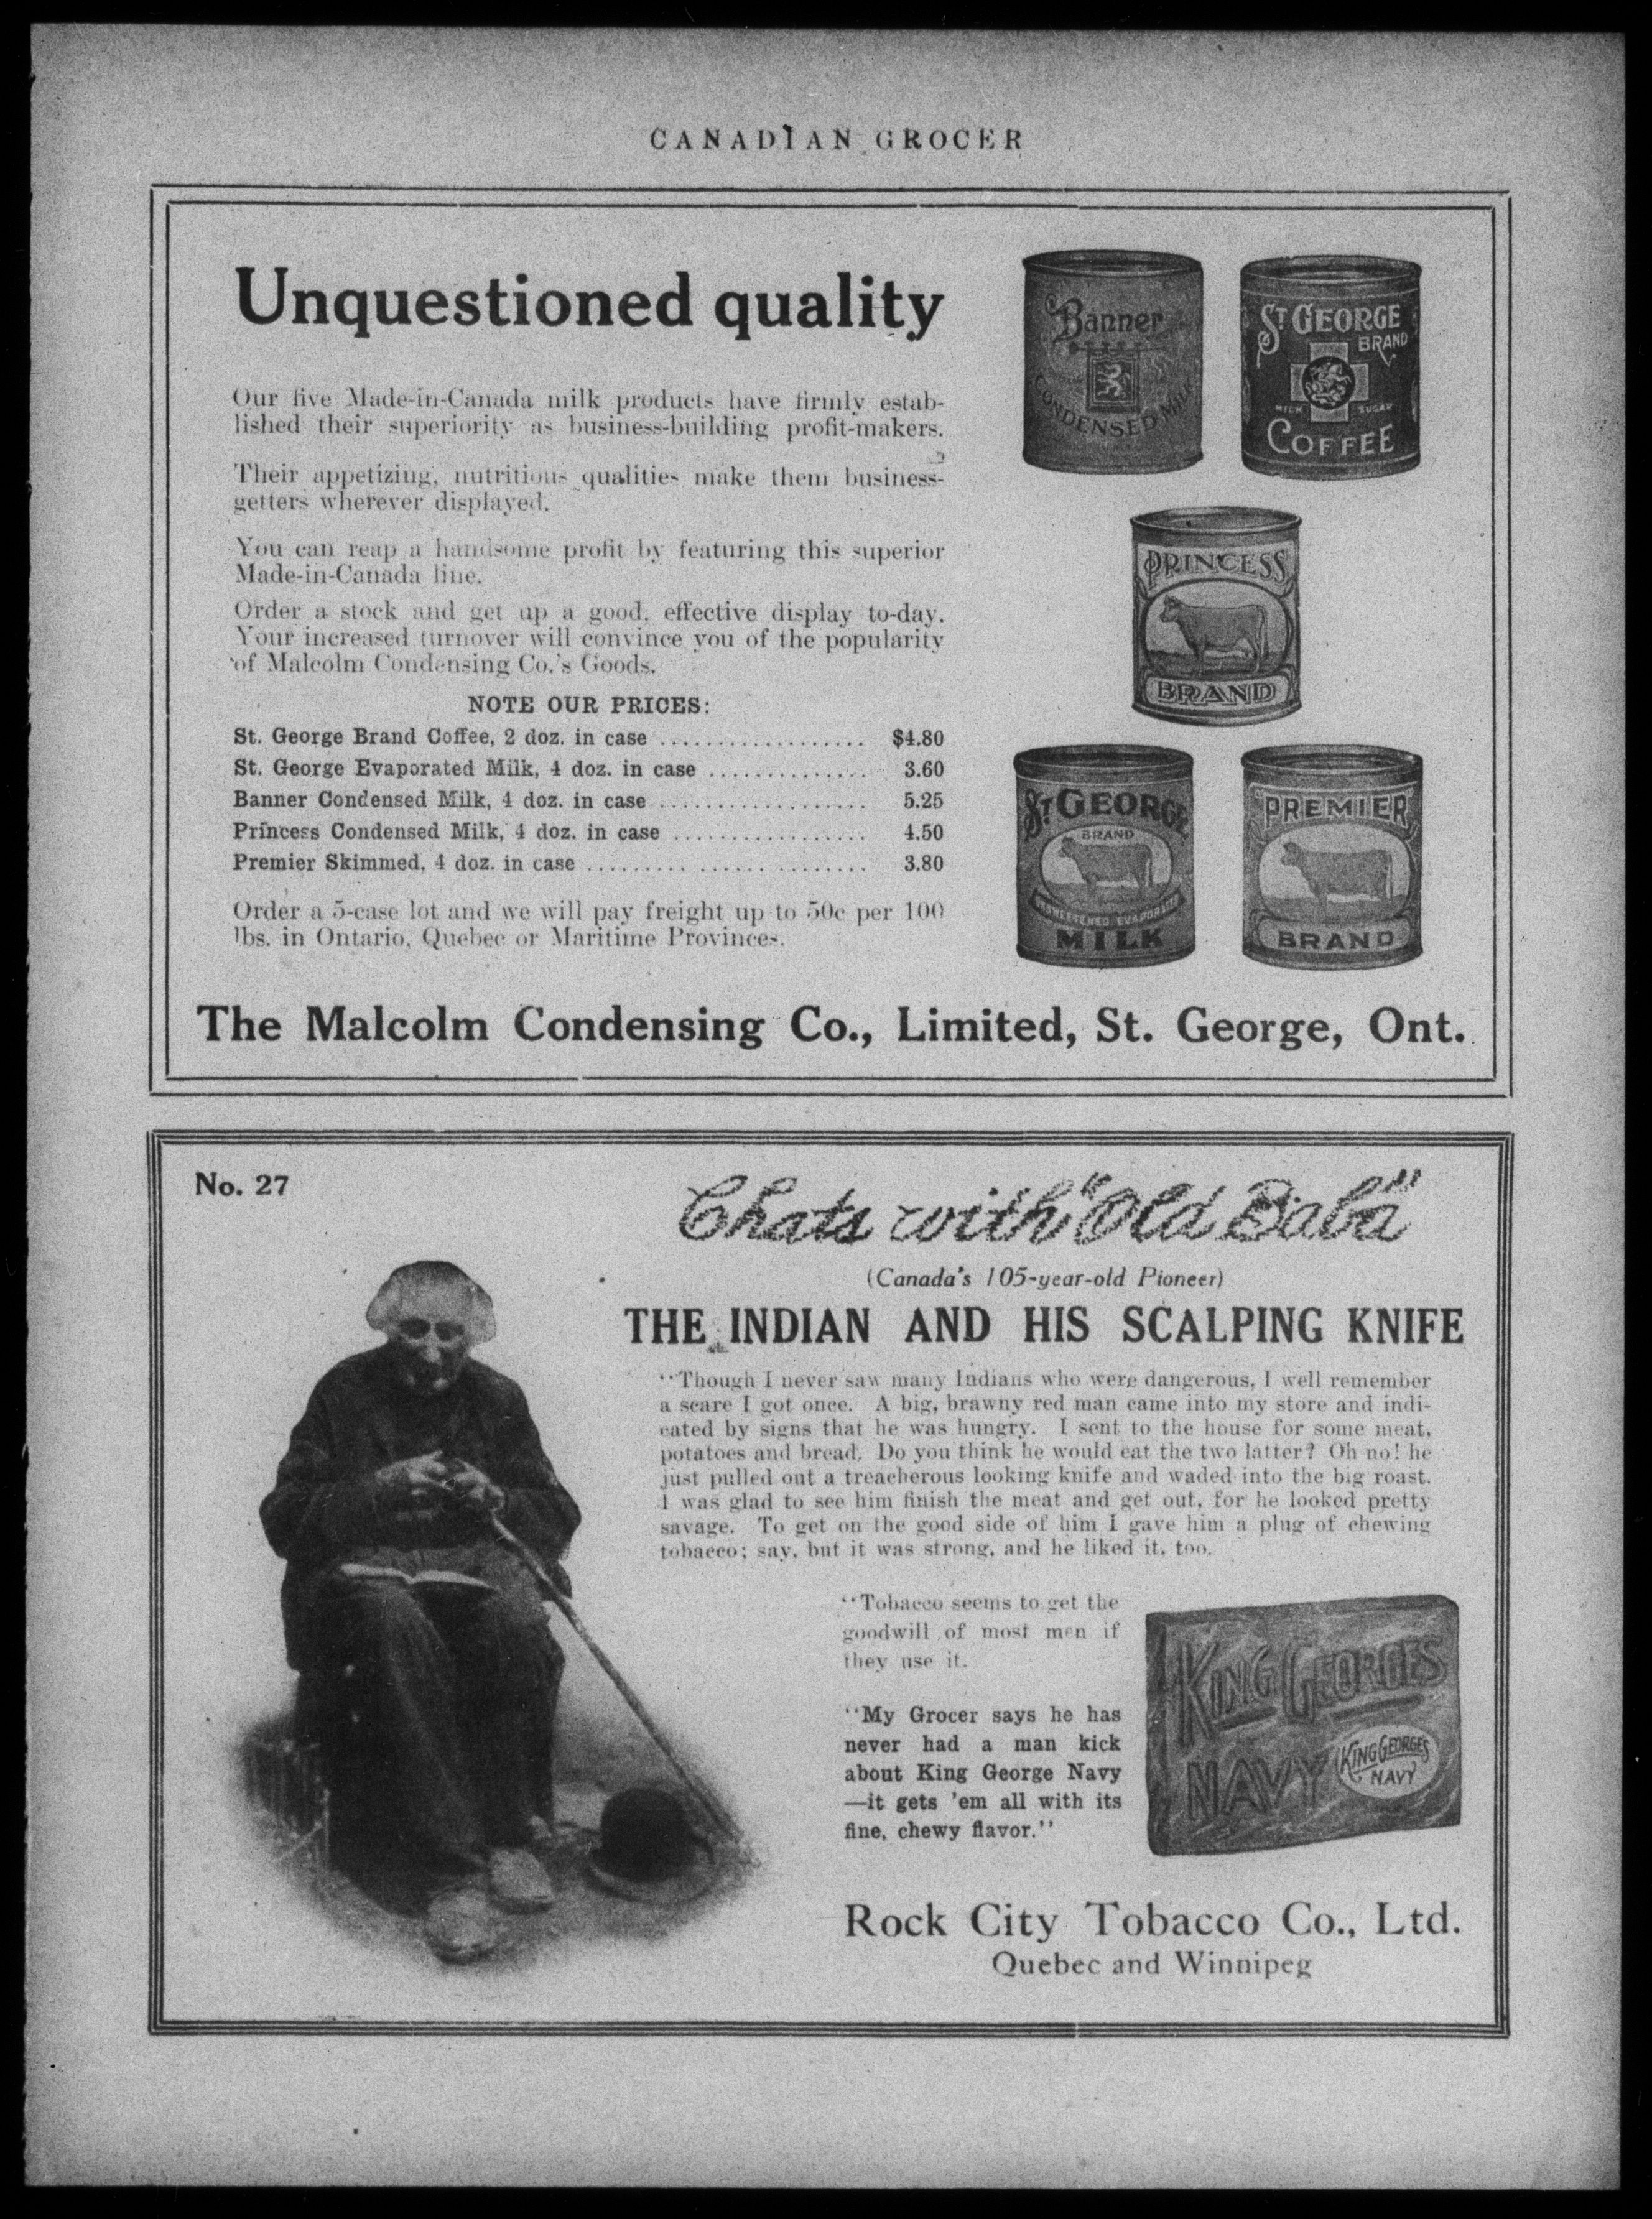 CANADIAN GROCER
Unquestioned quality
Our five Made-in-Canada milk products have firmly estab-
lished their superiority as business-building profit-makers.
Their appetizing, nutritious qualities make them business-
getters wherever displayed.
You can reap a handsome profit by featuring this superior
Made-in-Canada line.
Order a stock and get up a good, effective display to-day.
Your increased turnover will convince you of the popularity
of Malcolm Condensing Co.'s Goods.
NOTE OUR PRICES:
St. George Brand Coffee, 2 doz. in case .................. $4.80
St. George Evaporated Milk, 4 doz. in case .............. 3.60
Banner Condensed Milk, 4 doz. in case .................. 5.25
Princess Condensed Milk, 4 doz. in case ................. 4.50
Premier Skimmed, 4 doz. in case ........................ 3.80
Order a 5-case lot and we will pay freight up to 50c per 100
lbs. in Ontario, Quebec or Maritime Provinces.
Banner
CONDENSED MILK
ST GEORGE
BRAND
MILK SUGAR
COFFEE
PRINCESS
BRAND
ST GEORGE
BRAND
UNSWEETENED EVAPORATED
MILK
PREMIER
BRAND
The Malcolm Condensing Co., Limited, St. George, Ont.
No. 27
Chats with "Old Baba"
(Canada's 105-year-old Pioneer)
THE INDIAN AND HIS SCALPING KNIFE
"Though I never saw many Indians who were dangerous, I well remember
a scare I got once. A big, brawny red man came into my store and indi-
cated by signs that he was hungry. I sent to the house for some meat,
potatoes and bread. Do you think he would eat the two latter? Oh no! he
just pulled out a treacherous looking knife and waded into the big roast.
I was glad to see him finish the meat and get out, for he looked pretty
savage. To get on the good side of him I gave him a plug of chewing
tobacco; say, but it was strong, and he liked it, too.
"Tobacco seems to get the
goodwill of most men if
they use it.
"My Grocer says he has
never had a man kick
about King George Navy
—it gets 'em all with its
fine, chewy flavor."
KING GEORGES
NAVY
KING GEORGES
NAVY
Rock City Tobacco Co., Ltd.
Quebec and Winnipeg